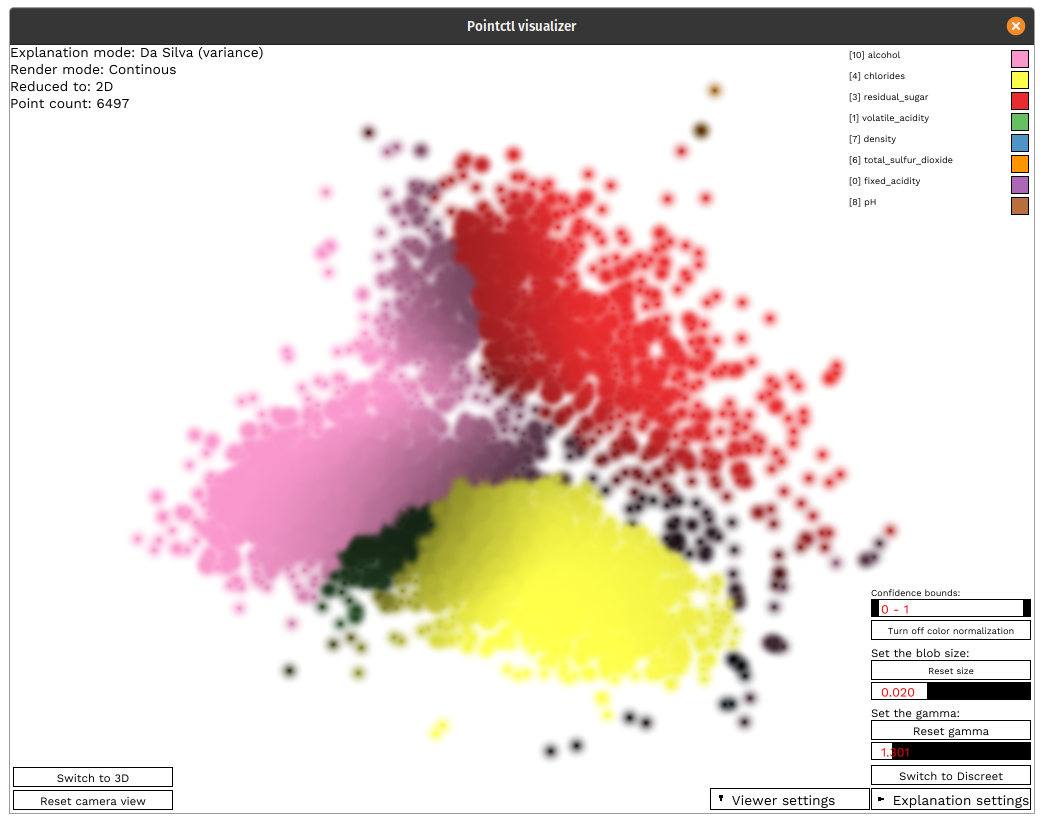 Pointctl visualizer
Explanation mode: Da Silva (variance)
Render mode: Continous
Reduced to: 2D
Point count: 6497
[10] alcohol
[4] chlorides
[3] residual_sugar
[1] volatile_acidity
[7] density
[6] total_sulfur_dioxide
[0] fixed_acidity
[8] pH
Confidence bounds:
0 - 1
Turn off color normalization
Set the blob size:
Reset size
0.020
Set the gamma:
Reset gamma
1.301
Switch to Discreet
Switch to 3D
Reset camera view
Viewer settings
Explanation settings